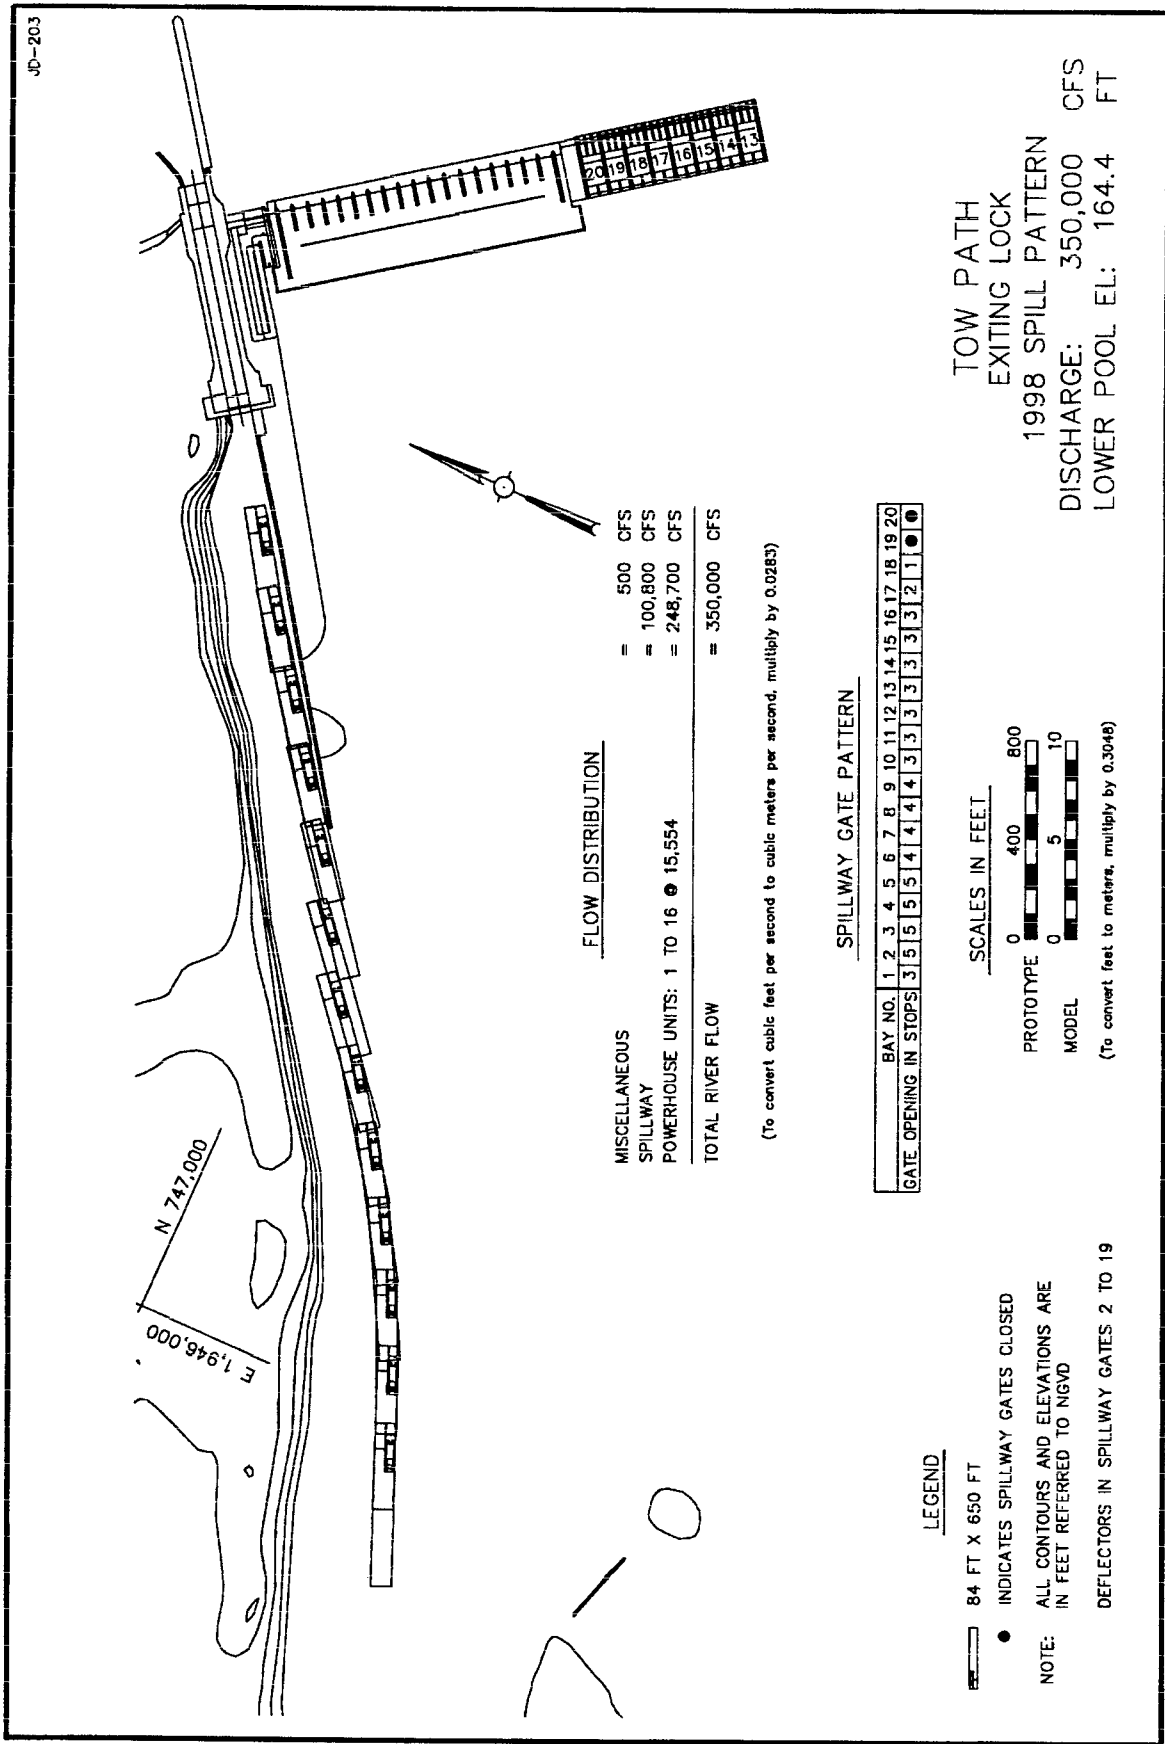 JD-203
20 19 18 17 16 15 14 13
N 747,000
E 1,946,000
FLOW DISTRIBUTION
MISCELLANEOUS = 500 CFS
SPILLWAY = 100,800 CFS
POWERHOUSE UNITS: 1 TO 16 @ 15,554 = 248,700 CFS
TOTAL RIVER FLOW = 350,000 CFS
(To convert cubic feet per second to cubic meters per second, multiply by 0.0283)
SPILLWAY GATE PATTERN
BAY NO. 1 2 3 4 5 6 7 8 9 10 11 12 13 14 15 16 17 18 19 20
GATE OPENING IN STOPS 3 5 5 5 5 4 4 4 4 3 3 3 3 3 3 3 2 1 ● ●
SCALES IN FEET
0 400 800
PROTOTYPE
0 5 10
MODEL
(To convert feet to meters, multiply by 0.3048)
LEGEND
84 FT X 650 FT
● INDICATES SPILLWAY GATES CLOSED
NOTE: ALL CONTOURS AND ELEVATIONS ARE
IN FEET REFERRED TO NGVD
DEFLECTORS IN SPILLWAY GATES 2 TO 19
TOW PATH
EXITING LOCK
1998 SPILL PATTERN
DISCHARGE: 350,000 CFS
LOWER POOL EL: 164.4 FT